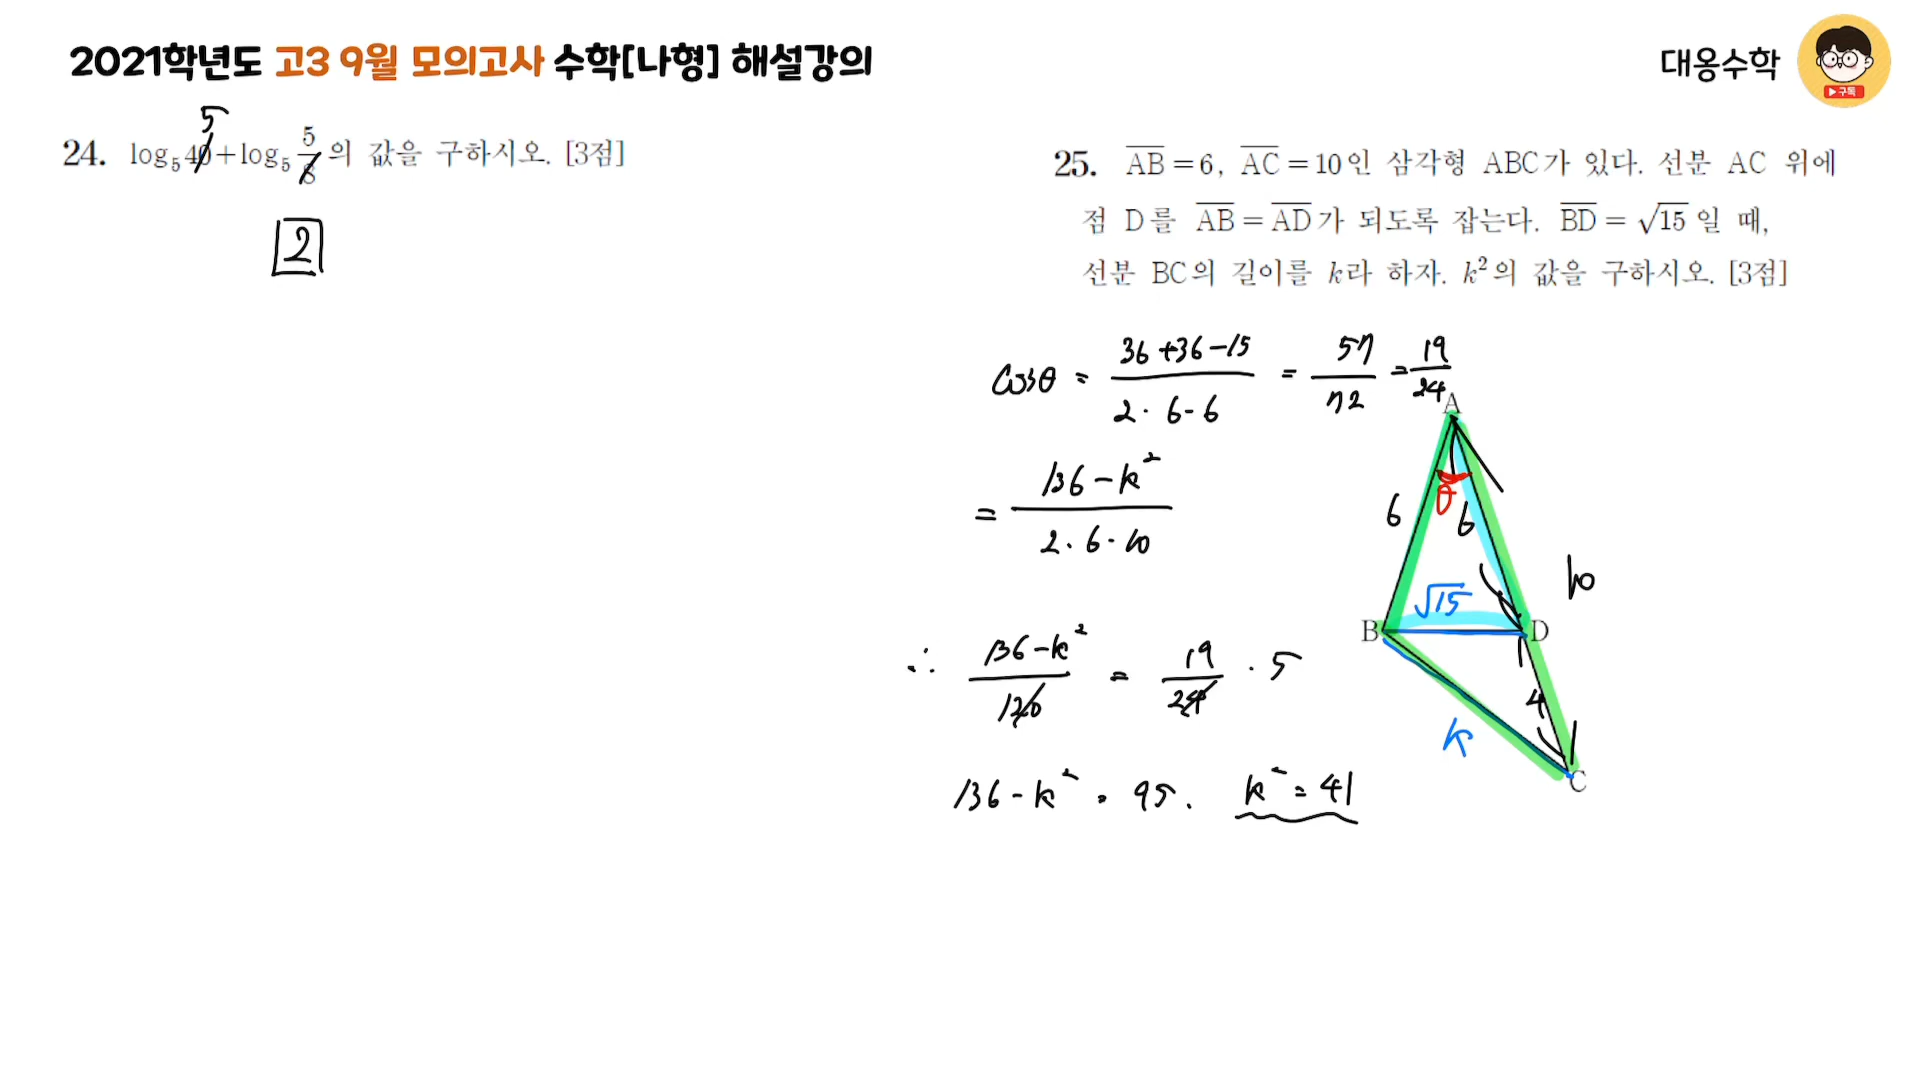 2021학년도 고3 9월 모의고사 수학[나형] 해설강의
대옹수학
구독
5
24. log₅40+log₅ 5/8 의 값을 구하시오. [3점]
2
25. AB=6, AC=10인 삼각형 ABC가 있다. 선분 AC 위에
점 D를 AB=AD가 되도록 잡는다. BD=√15 일 때,
선분 BC의 길이를 k라 하자. k²의 값을 구하시오. [3점]
cosθ = (36+36-15)/(2·6·6) = 57/72 = 19/24
= (136-k²)/(2·6·10)
∴ (136-k²)/120 = 19/24 · 5
136-k² = 95. k² = 41
A
6 θ 6
10
√15
B D
4
k
C